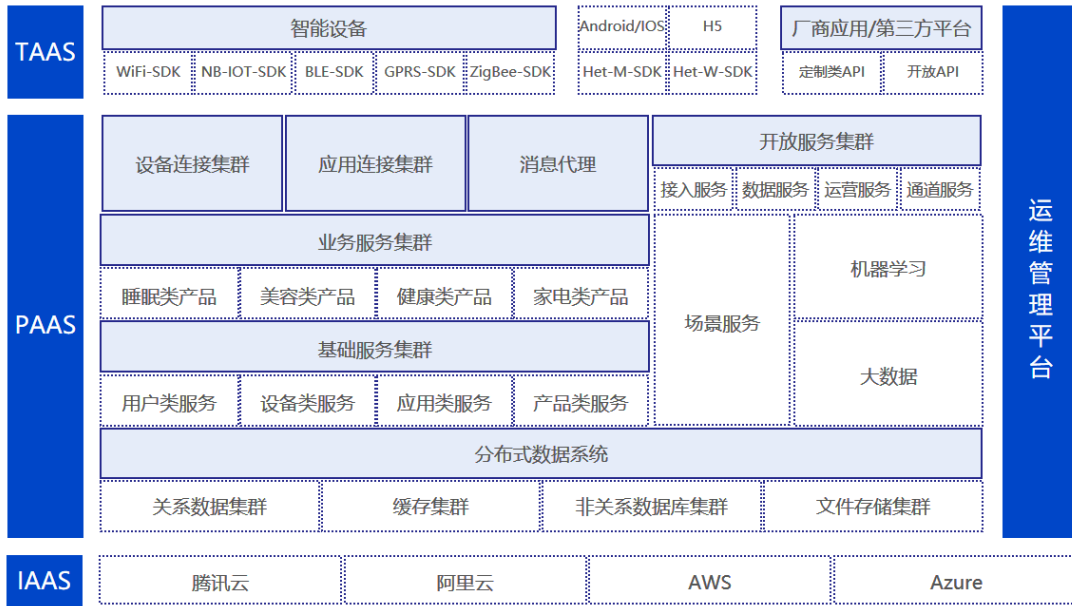 TAAS
智能设备
WiFi-SDK
NB-IOT-SDK
BLE-SDK
GPRS-SDK
ZigBee-SDK
Android/IOS
H5
Het-M-SDK
Het-W-SDK
厂商应用/第三方平台
定制类API
开放API
PAAS
设备连接集群
应用连接集群
消息代理
开放服务集群
接入服务
数据服务
运营服务
通道服务
业务服务集群
睡眠类产品
美容类产品
健康类产品
家电类产品
基础服务集群
用户类服务
设备类服务
应用类服务
产品类服务
场景服务
机器学习
大数据
分布式数据系统
关系数据集群
缓存集群
非关系数据库集群
文件存储集群
运维管理平台
IAAS
腾讯云
阿里云
AWS
Azure